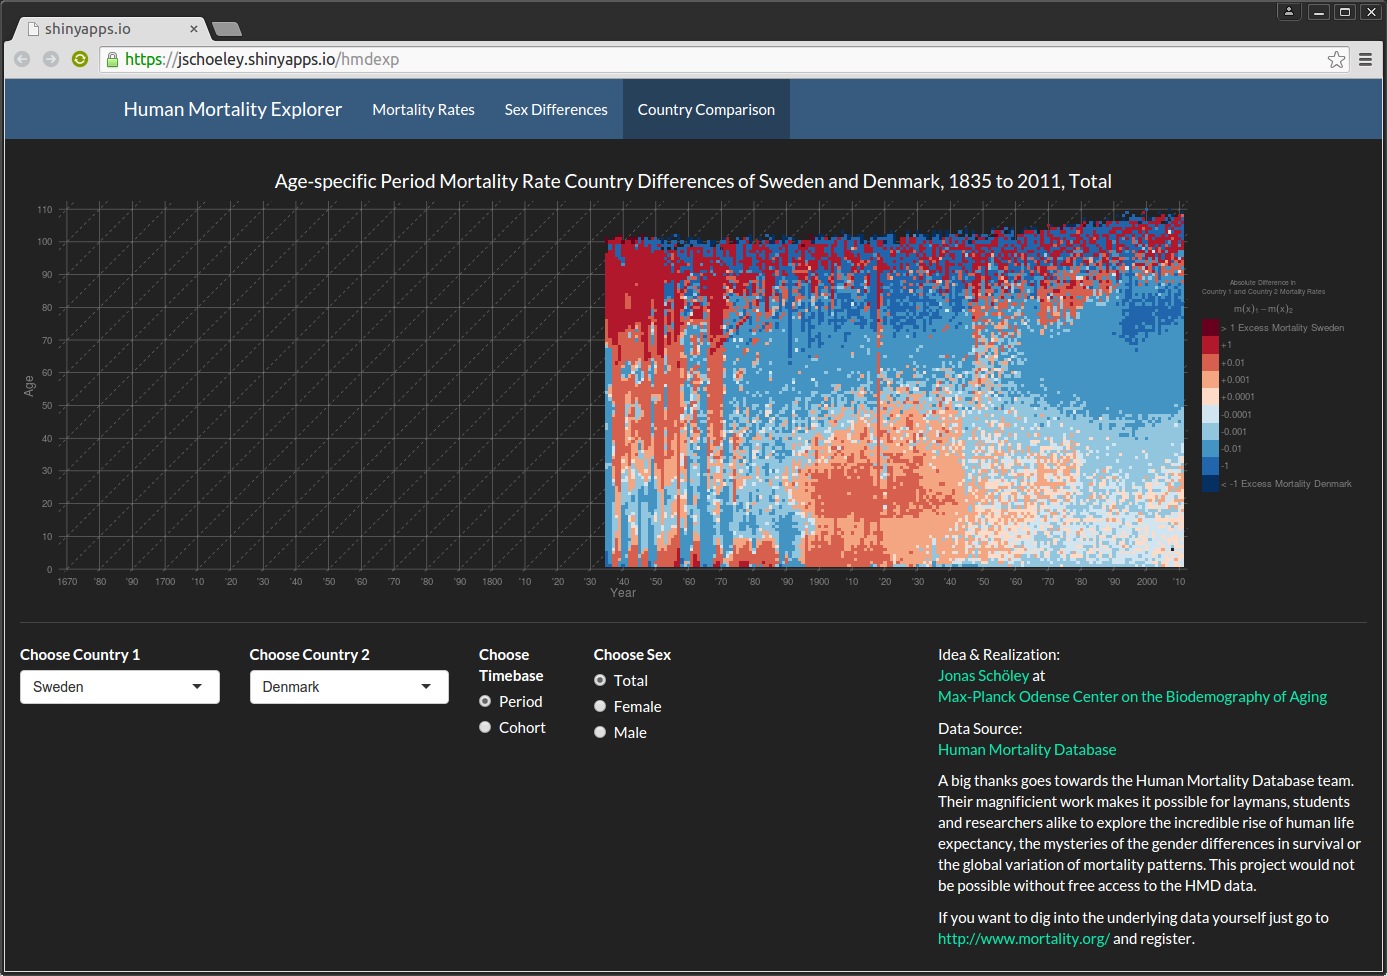 shinyapps.io
https://jschoeley.shinyapps.io/hmdexp
Human Mortality Explorer Mortality Rates Sex Differences Country Comparison
Age-specific Period Mortality Rate Country Differences of Sweden and Denmark, 1835 to 2011, Total
110
100
90
80
70
60
50
40
30
20
10
0
Age
1670 '80 '90 1700 '10 '20 '30 '40 '50 '60 '70 '80 '90 1800 '10 '20 '30 '40 '50 '60 '70 '80 '90 1900 '10 '20 '30 '40 '50 '60 '70 '80 '90 2000 '10
Year
Absolute Difference in
Country 1 and Country 2 Mortality Rates
m(x)₁ − m(x)₂
> 1 Excess Mortality Sweden
+1
+0.01
+0.001
+0.0001
-0.0001
-0.001
-0.01
-1
< -1 Excess Mortality Denmark
Choose Country 1
Sweden
Choose Country 2
Denmark
Choose
Timebase
Period
Cohort
Choose Sex
Total
Female
Male
Idea & Realization:
Jonas Schöley at
Max-Planck Odense Center on the Biodemography of Aging
Data Source:
Human Mortality Database
A big thanks goes towards the Human Mortality Database team.
Their magnificient work makes it possible for laymans, students
and researchers alike to explore the incredible rise of human life
expectancy, the mysteries of the gender differences in survival or
the global variation of mortality patterns. This project would not
be possible without free access to the HMD data.
If you want to dig into the underlying data yourself just go to
http://www.mortality.org/ and register.